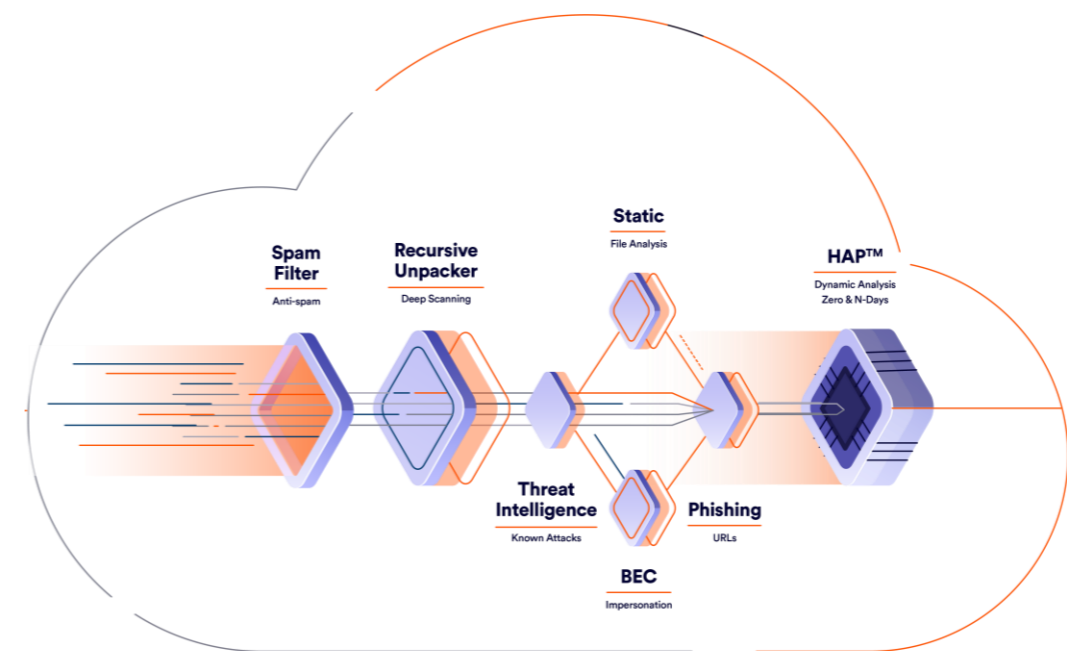 Spam
Filter
Anti-spam
Recursive
Unpacker
Deep Scanning
Static
File Analysis
HAP™
Dynamic Analysis
Zero & N-Days
Threat
Intelligence
Known Attacks
Phishing
URLs
BEC
Impersonation